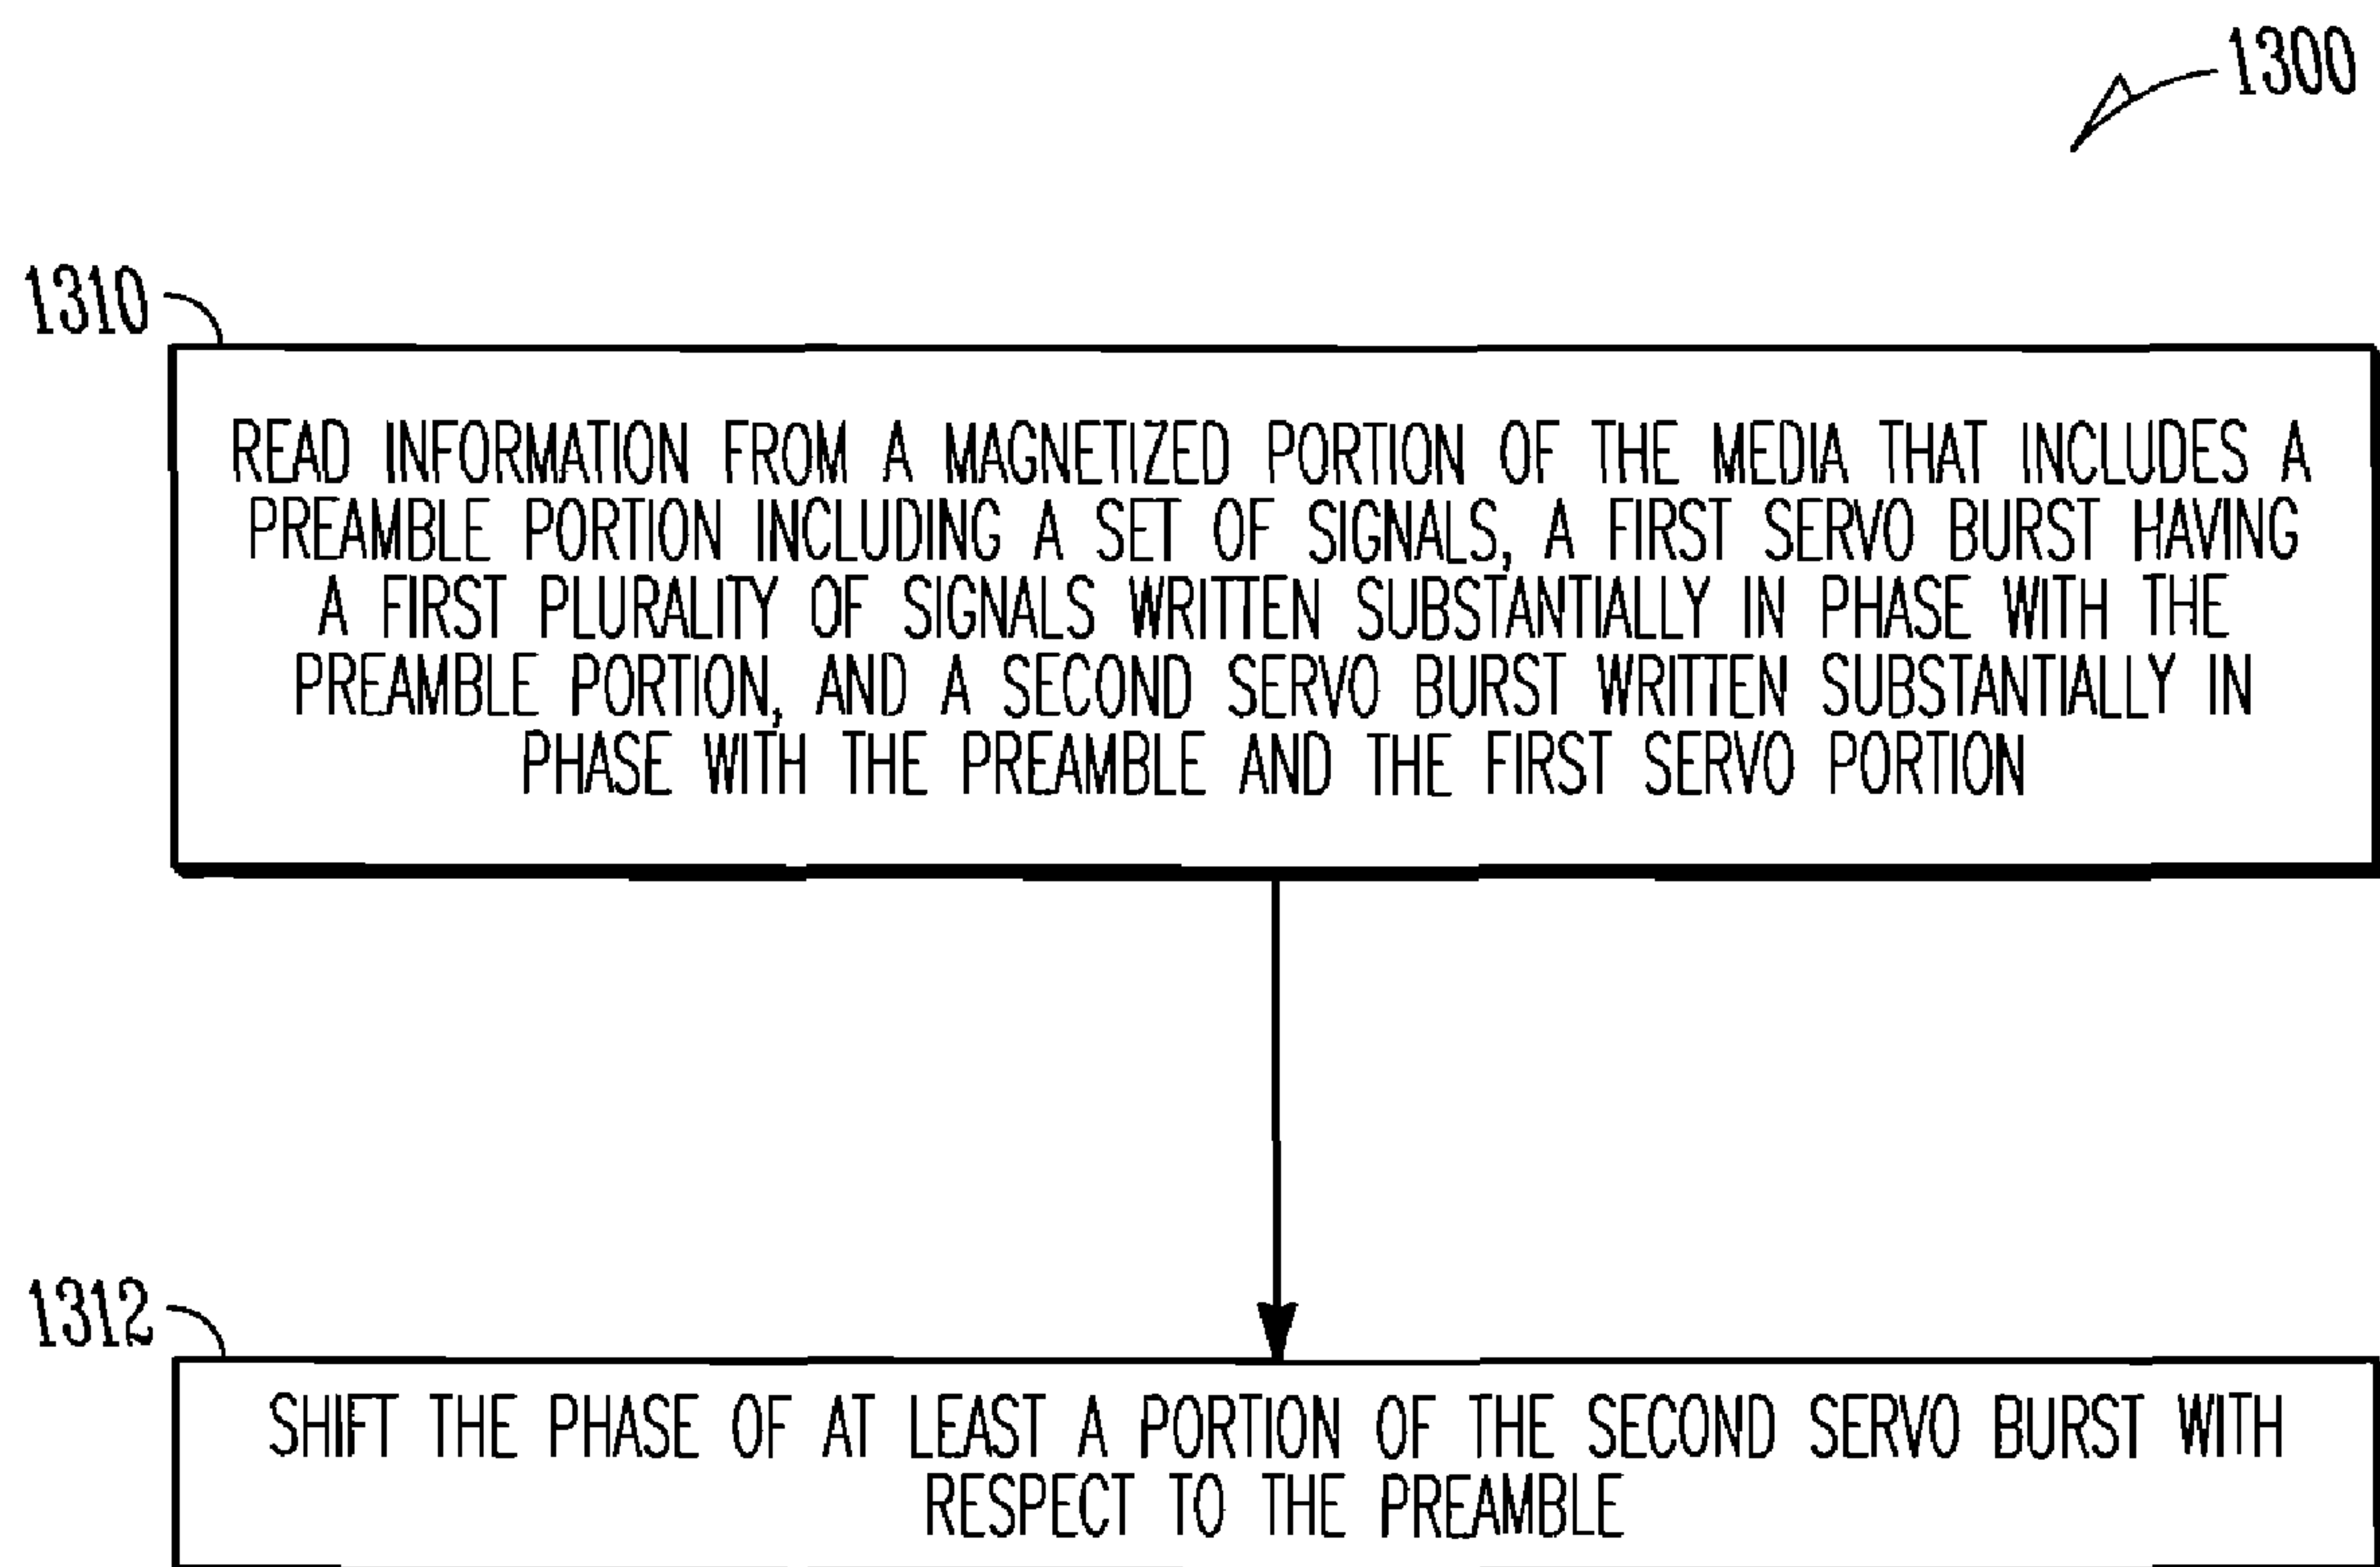 1300
1310
READ INFORMATION FROM A MAGNETIZED PORTION OF THE MEDIA THAT INCLUDES A
PREAMBLE PORTION INCLUDING A SET OF SIGNALS, A FIRST SERVO BURST HAVING
A FIRST PLURALITY OF SIGNALS WRITTEN SUBSTANTIALLY IN PHASE WITH THE
PREAMBLE PORTION, AND A SECOND SERVO BURST WRITTEN SUBSTANTIALLY IN
PHASE WITH THE PREAMBLE AND THE FIRST SERVO PORTION
1312
SHIFT THE PHASE OF AT LEAST A PORTION OF THE SECOND SERVO BURST WITH
RESPECT TO THE PREAMBLE